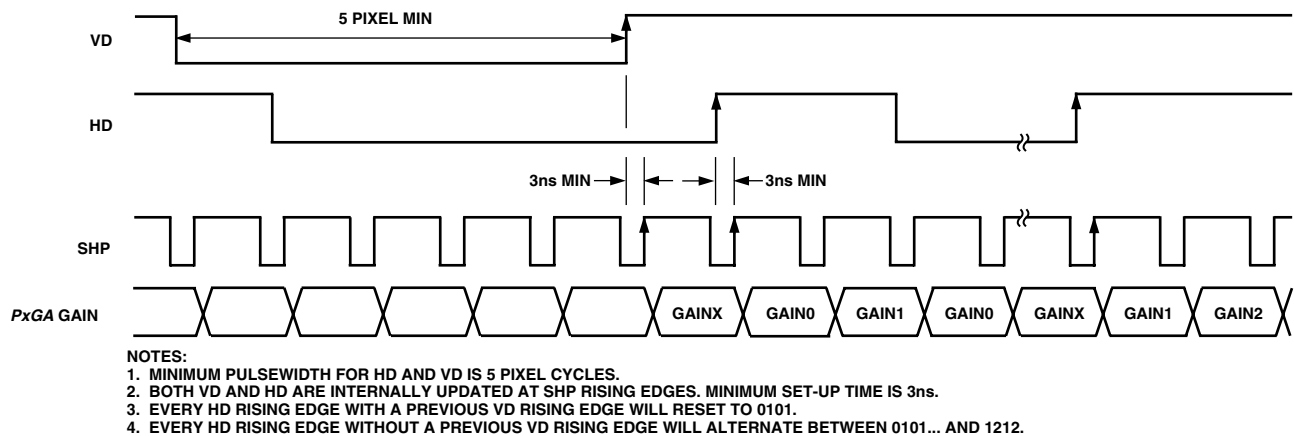 5 PIXEL MIN
VD
HD
3ns MIN 3ns MIN
SHP
PxGA GAIN GAINX GAIN0 GAIN1 GAIN0 GAINX GAIN1 GAIN2
NOTES:
1. MINIMUM PULSEWIDTH FOR HD AND VD IS 5 PIXEL CYCLES.
2. BOTH VD AND HD ARE INTERNALLY UPDATED AT SHP RISING EDGES. MINIMUM SET-UP TIME IS 3ns.
3. EVERY HD RISING EDGE WITH A PREVIOUS VD RISING EDGE WILL RESET TO 0101.
4. EVERY HD RISING EDGE WITHOUT A PREVIOUS VD RISING EDGE WILL ALTERNATE BETWEEN 0101... AND 1212.